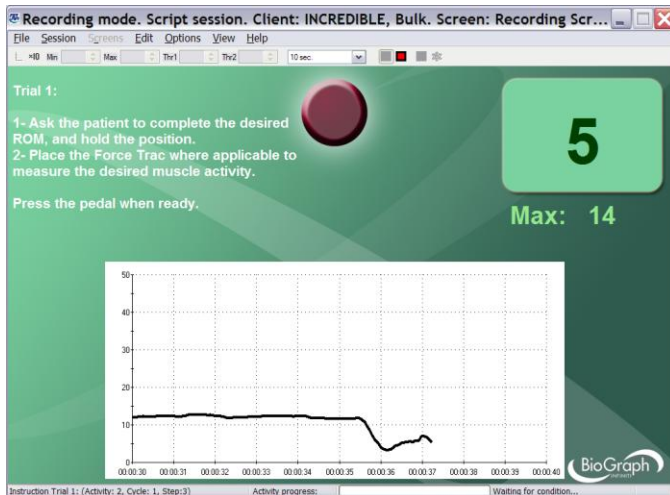 Recording mode. Script session. Client: INCREDIBLE, Bulk. Screen: Recording Scr...
File Session Screens Edit Options View Help
×10 Min Max Thr1 Thr2 10 sec.
Trial 1:
1- Ask the patient to complete the desired
ROM, and hold the position.
2- Place the Force Trac where applicable to
measure the desired muscle activity.
Press the pedal when ready.
5
Max: 14
50
40
30
20
10
0
00:00:30 00:00:31 00:00:32 00:00:33 00:00:34 00:00:35 00:00:36 00:00:37 00:00:38 00:00:39 00:00:40
BioGraph
Instruction Trial 1: (Activity: 2, Cycle: 1, Step:3) Activity progress: Waiting for condition...